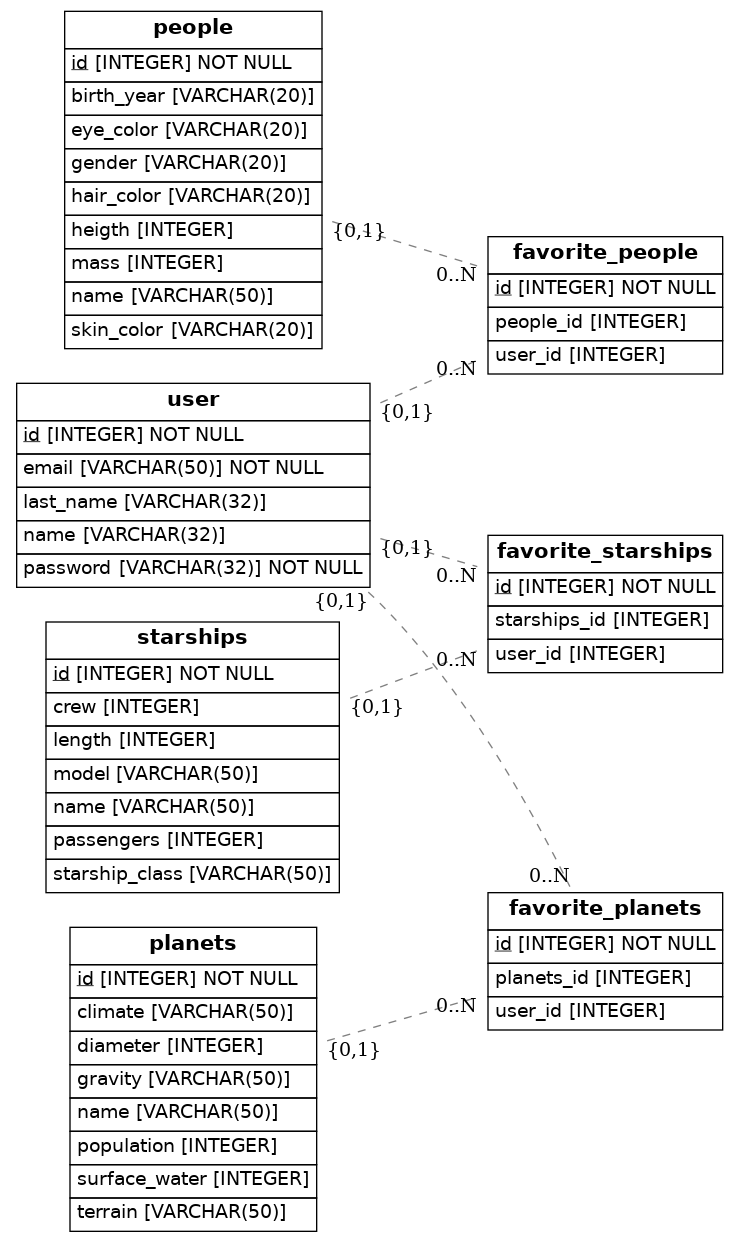 people
id [INTEGER] NOT NULL
birth_year [VARCHAR(20)]
eye_color [VARCHAR(20)]
gender [VARCHAR(20)]
hair_color [VARCHAR(20)]
heigth [INTEGER]
mass [INTEGER]
name [VARCHAR(50)]
skin_color [VARCHAR(20)]
{0,1}
0..N
favorite_people
id [INTEGER] NOT NULL
people_id [INTEGER]
user_id [INTEGER]
0..N
{0,1}
user
id [INTEGER] NOT NULL
email [VARCHAR(50)] NOT NULL
last_name [VARCHAR(32)]
name [VARCHAR(32)]
password [VARCHAR(32)] NOT NULL
{0,1}
0..N
{0,1}
favorite_starships
id [INTEGER] NOT NULL
starships_id [INTEGER]
user_id [INTEGER]
0..N
{0,1}
starships
id [INTEGER] NOT NULL
crew [INTEGER]
length [INTEGER]
model [VARCHAR(50)]
name [VARCHAR(50)]
passengers [INTEGER]
starship_class [VARCHAR(50)]
0..N
favorite_planets
id [INTEGER] NOT NULL
planets_id [INTEGER]
user_id [INTEGER]
0..N
{0,1}
planets
id [INTEGER] NOT NULL
climate [VARCHAR(50)]
diameter [INTEGER]
gravity [VARCHAR(50)]
name [VARCHAR(50)]
population [INTEGER]
surface_water [INTEGER]
terrain [VARCHAR(50)]